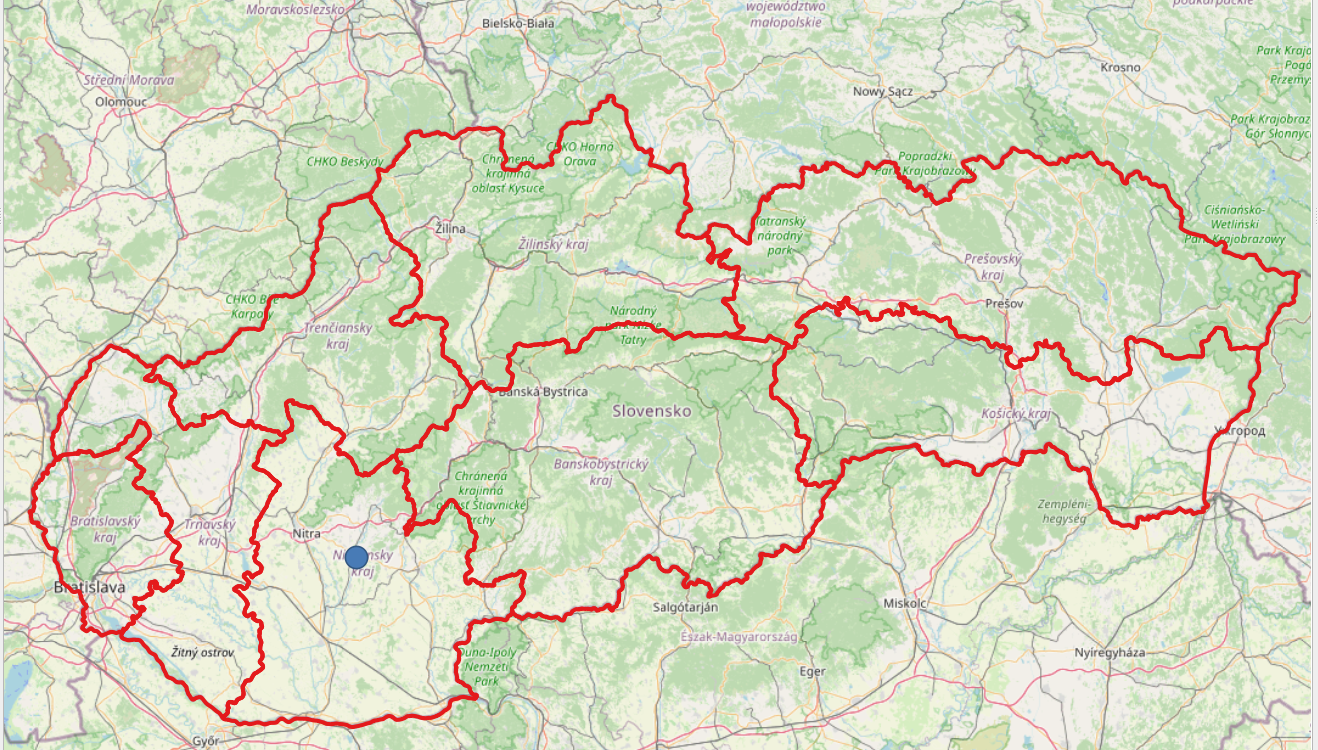 Moravskoslezsko
Bielsko-Biała
województwo
małopolskie
podkarpackie
Park Kraj
Pog
Przemy
Krosno
Střední Morava
Olomouc
Nowy Sącz
Park Krajobraz
Gór Słonnyc
CHKO Beskydy
Chránená
krajinná
oblasť Kysuce
CHKO Horná
Orava
Popradzki
Park Krajobrazowy
Ciśniańsko-
Wetliński
Park Krajobrazowy
Žilina
Žilinský kraj
Tatranský
národný
park
Prešovský
kraj
Prešov
CHKO
Karpaty
Trenčiansky
kraj
Národný
park Nízke
Tatry
Banská Bystrica
Slovensko
Košický kraj
Ужгород
Banskobystrický
kraj
Chránená
krajinná
oblasť Štiavnické
vrchy
Zempléni-
hegység
Bratislavský
kraj
Trnavský
kraj
Nitra
kraj
Bratislava
Salgótarján
Miskolc
Észak-Magyarország
Žitný ostrov
Duna-Ipoly
Nemzeti
Park
Eger
Nyíregyháza
Győr